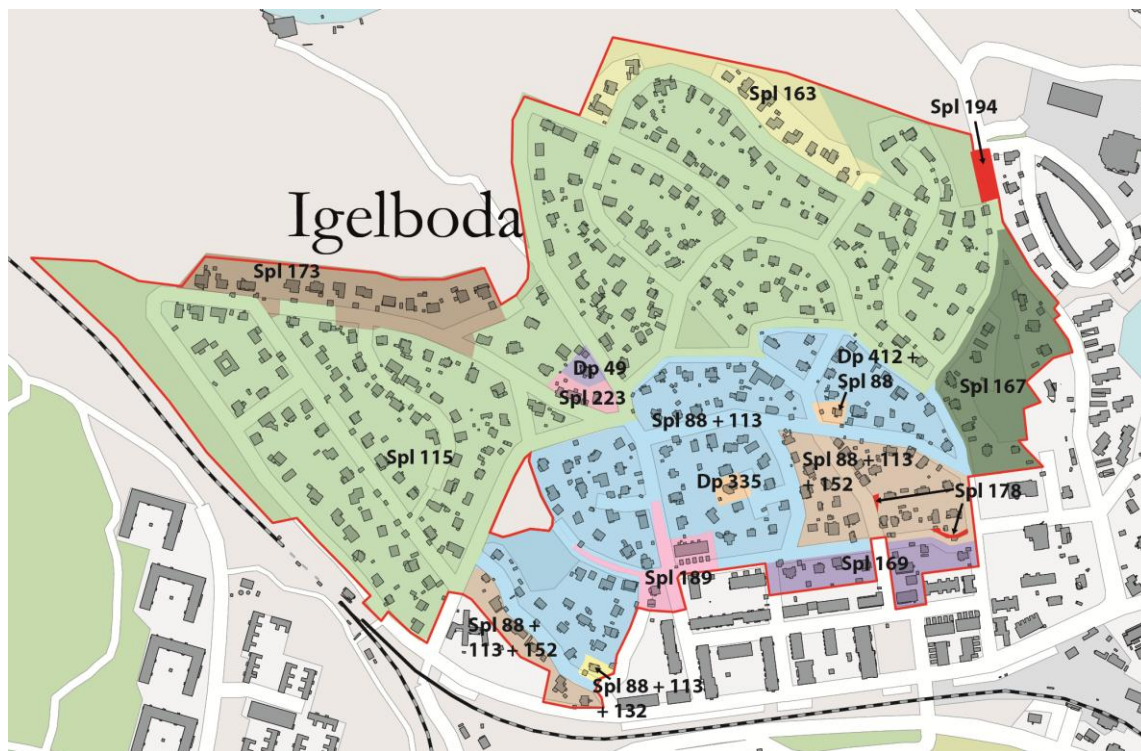 Spl 163
Spl 194
Igelboda
Spl 173
Dp 49
Spl 223
Dp 412 +
Spl 88
Spl 167
Spl 88 + 113
Spl 115
Spl 88 + 113
+ 152
Dp 335
Spl 178
Spl 169
Spl 189
Spl 88 +
113 + 152
Spl 88 + 113
+ 132